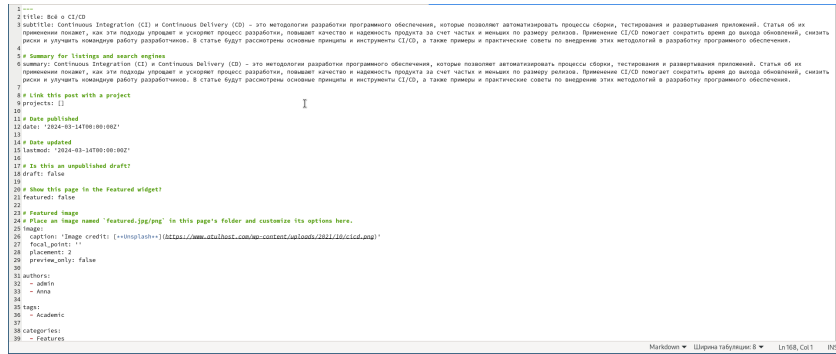 1 ---
2 title: Всё о CI/CD
3 subtitle: Continuous Integration (CI) и Continuous Delivery (CD) – это методологии разработки программного обеспечения, которые позволяют автоматизировать процессы сборки, тестирования и развертывания приложений. Статья об их
применении покажет, как эти подходы упрощают и ускоряют процесс разработки, повышают качество и надежность продукта за счет частых и меньших по размеру релизов. Применение CI/CD помогает сократить время до выхода обновлений, снизить
риски и улучшить командную работу разработчиков. В статье будут рассмотрены основные принципы и инструменты CI/CD, а также примеры и практические советы по внедрению этих методологий в разработку программного обеспечения.
4
5 # Summary for listings and search engines
6 summary: Continuous Integration (CI) и Continuous Delivery (CD) – это методологии разработки программного обеспечения, которые позволяют автоматизировать процессы сборки, тестирования и развертывания приложений. Статья об их
применении покажет, как эти подходы упрощают и ускоряют процесс разработки, повышают качество и надежность продукта за счет частых и меньших по размеру релизов. Применение CI/CD помогает сократить время до выхода обновлений, снизить
риски и улучшить командную работу разработчиков. В статье будут рассмотрены основные принципы и инструменты CI/CD, а также примеры и практические советы по внедрению этих методологий в разработку программного обеспечения.
7
8 # Link this post with a project
9 projects: []
10
11 # Date published
12 date: '2024-03-14T00:00:00Z'
13
14 # Date updated
15 lastmod: '2024-03-14T00:00:00Z'
16
17 # Is this an unpublished draft?
18 draft: false
19
20 # Show this page in the Featured widget?
21 featured: false
22
23 # Featured image
24 # Place an image named `featured.jpg/png` in this page's folder and customize its options here.
25 image:
26 caption: 'Image credit: [**Unsplash**](https://www.atulhost.com/wp-content/uploads/2021/10/cicd.png)'
27 focal_point: ''
28 placement: 2
29 preview_only: false
30
31 authors:
32 - admin
33 - Anna
34
35 tags:
36 - Academic
37
38 categories:
39 - Features
Markdown Ширина табуляции: 8 Ln 168, Col 1 INS